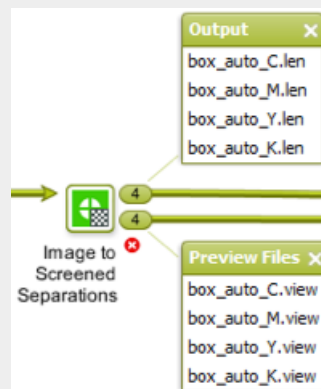 Output
box_auto_C.len
box_auto_M.len
box_auto_Y.len
box_auto_K.len
4
4
Image to
Screened
Separations
Preview Files
box_auto_C.view
box_auto_M.view
box_auto_Y.view
box_auto_K.view